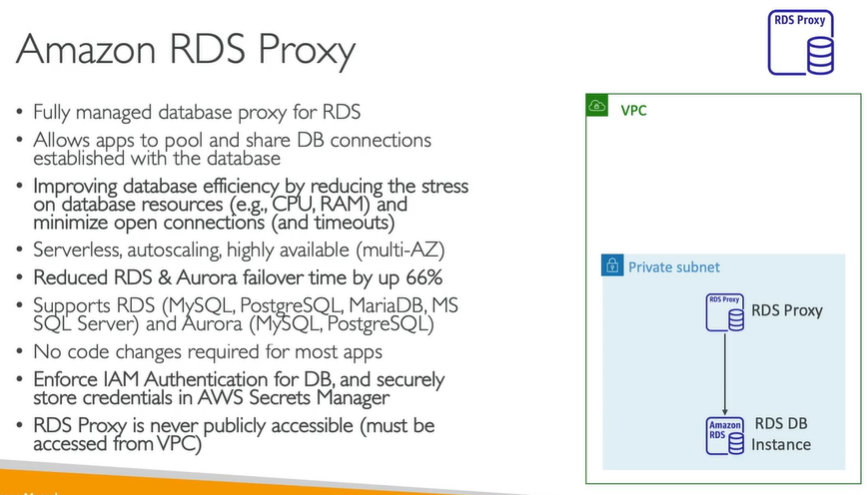 RDS Proxy
Amazon RDS Proxy
• Fully managed database proxy for RDS
• Allows apps to pool and share DB connections
established with the database
• Improving database efficiency by reducing the stress
on database resources (e.g., CPU, RAM) and
minimize open connections (and timeouts)
• Serverless, autoscaling, highly available (multi-AZ)
• Reduced RDS & Aurora failover time by up 66%
• Supports RDS (MySQL, PostgreSQL, MariaDB, MS
SQL Server) and Aurora (MySQL, PostgreSQL)
• No code changes required for most apps
• Enforce IAM Authentication for DB, and securely
store credentials in AWS Secrets Manager
• RDS Proxy is never publicly accessible (must be
accessed from VPC)
VPC
Private subnet
RDS Proxy
RDS Proxy
Amazon
RDS
RDS DB
Instance